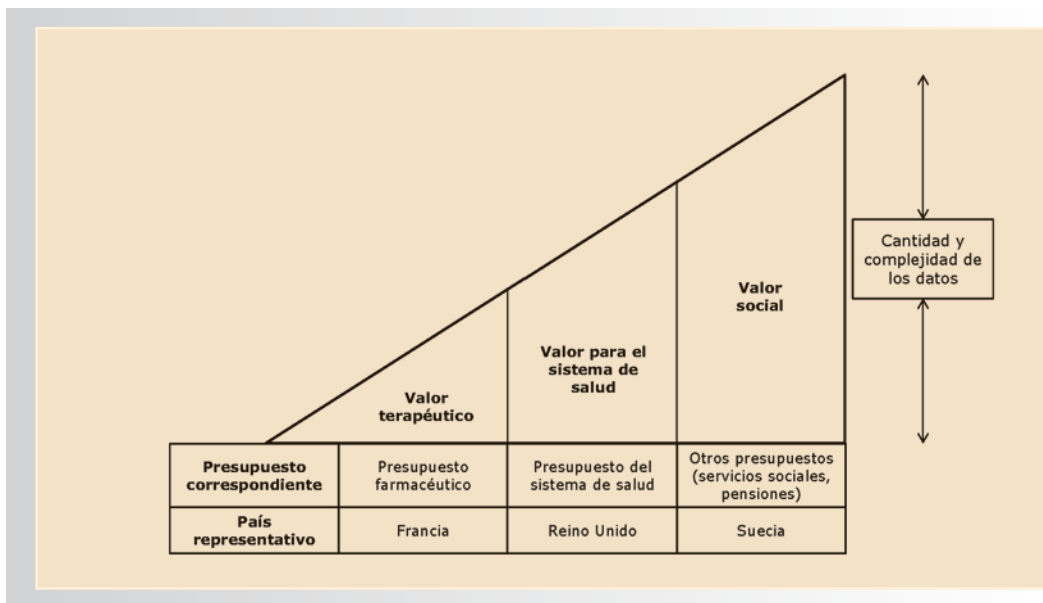 Cantidad y
complejidad de
los datos
Valor
social
Valor para el
sistema de
salud
Valor
terapéutico
Presupuesto
correspondiente
Presupuesto
farmacéutico
Presupuesto del
sistema de salud
Otros presupuestos
(servicios sociales,
pensiones)
País
representativo
Francia
Reino Unido
Suecia